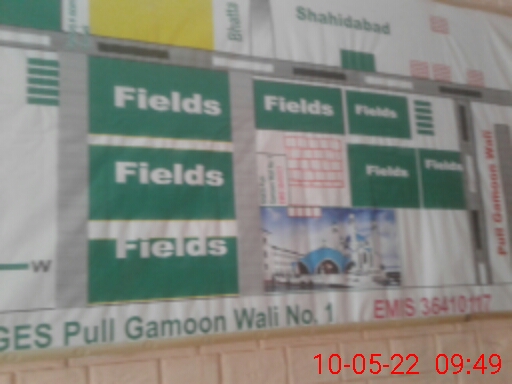 Bhatta
Shahidabad
Fields
Fields
Fields
Fields
Fields
Fields
Fields
Pull Gamoon Wali
W
GES Pull Gamoon Wali No. 1
EMIS 36410117
10-05-22 09:49